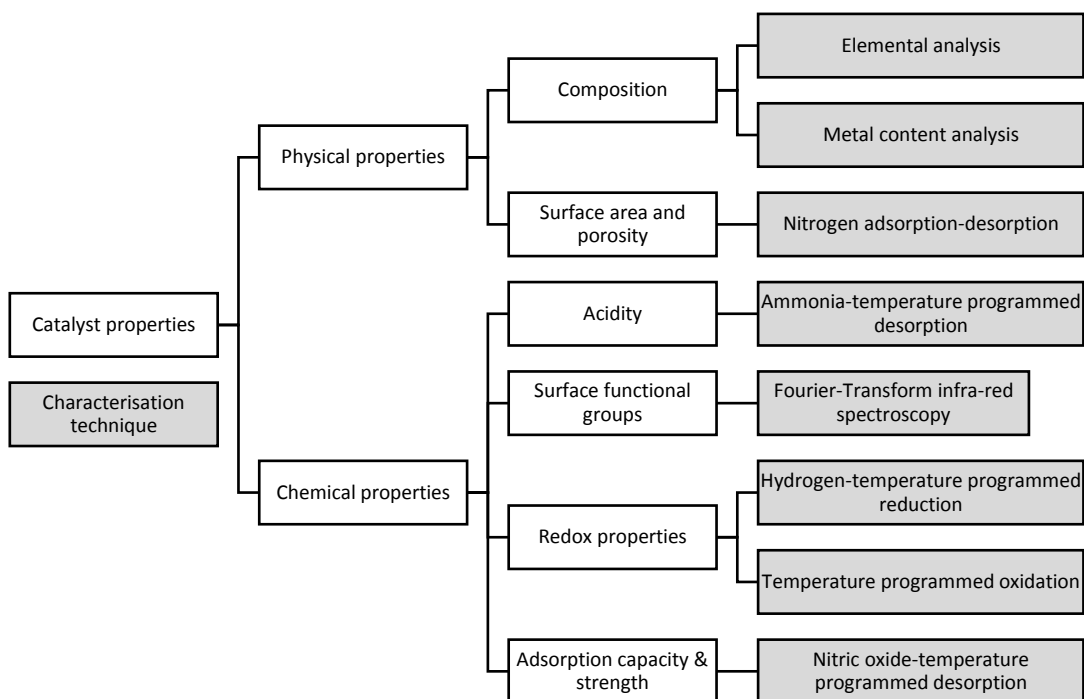 Elemental analysis
Composition
Metal content analysis
Physical properties
Surface area and
porosity
Nitrogen adsorption-desorption
Acidity
Ammonia-temperature programmed
desorption
Catalyst properties
Characterisation
technique
Surface functional
groups
Fourier-Transform infra-red
spectroscopy
Chemical properties
Hydrogen-temperature programmed
reduction
Redox properties
Temperature programmed oxidation
Adsorption capacity &
strength
Nitric oxide-temperature
programmed desorption